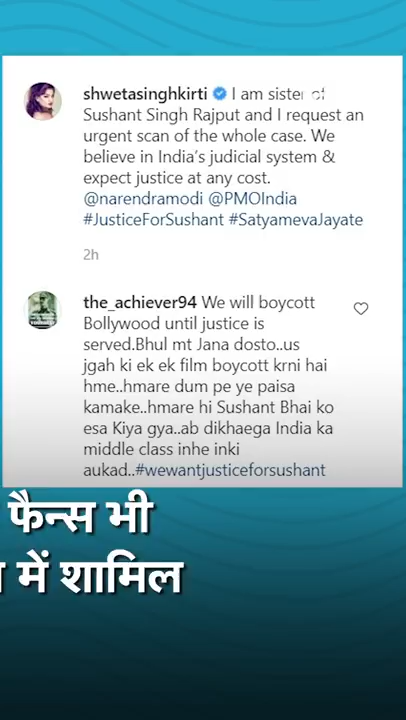 shwetasinghkirti I am sister of
Sushant Singh Rajput and I request an
urgent scan of the whole case. We
believe in India's judicial system &
expect justice at any cost.
@narendramodi @PMOIndia
#JusticeForSushant #SatyamevaJayate
2h
the_achiever94 We will boycott
Bollywood until justice is
served.Bhul mt Jana dosto..us
jgah ki ek ek film boycott krni hai
hme..hmare dum pe ye paisa
kamake..hmare hi Sushant Bhai ko
esa Kiya gya..ab dikhaega India ka
middle class inhe inki
aukad..#wewantjusticeforsushant
फैन्स भी
में शामिल